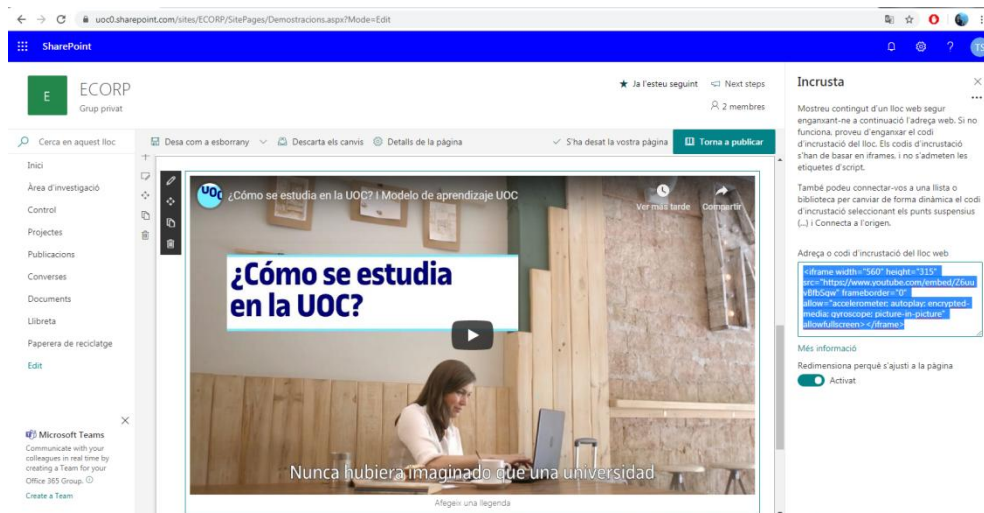 uoc0.sharepoint.com/sites/ECORP/SitePages/Demostracions.aspx?Mode=Edit
SharePoint
?
TS
E
ECORP
Grup privat
Ja l'esteu seguint
Next steps
2 membres
Cerca en aquest lloc
Desa com a esborrany
Descarta els canvis
Detalls de la pàgina
S'ha desat la vostra pàgina
Torna a publicar
Inici
Àrea d'investigació
Control
Projectes
Publicacions
Converses
Documents
Llibreta
Paperera de reciclatge
Edit
Microsoft Teams
Communicate with your
colleagues in real time by
creating a Team for your
Office 365 Group.
Create a Team
UOC
¿Cómo se estudia en la UOC? | Modelo de aprendizaje UOC
Ver más tarde
Compartir
¿Cómo se estudia
en la UOC?
Nunca hubiera imaginado que una universidad
Afegeix una llegenda
Incrusta
Mostreu contingut d'un lloc web segur
enganxant-ne a continuació l'adreça web. Si no
funciona, proveu d'enganxar el codi
d'incrustació del lloc. Els codis d'incrustació
s'han de basar en iframes, i no s'admeten les
etiquetes d'script.
També podeu connectar-vos a una llista o
biblioteca per canviar de forma dinàmica el codi
d'incrustació seleccionant els punts suspensius
(...) i Connecta a l'origen.
Adreça o codi d'incrustació del lloc web
<iframe width="560" height="315"
src="https://www.youtube.com/embed/Z6uu
vBfbSqw" frameborder="0"
allow="accelerometer; autoplay; encrypted-
media; gyroscope; picture-in-picture"
allowfullscreen></iframe>
Més informació
Redimensiona perquè s'ajusti a la pàgina
Activat